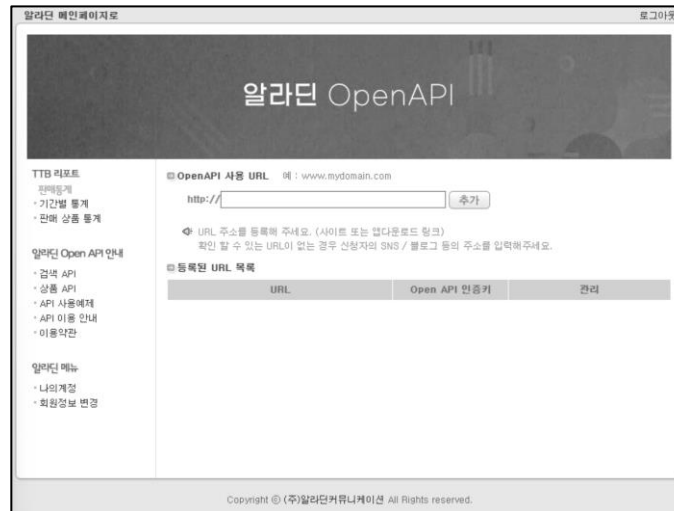 알라딘 메인페이지로
로그아웃
알라딘 OpenAPI
TTB 리포트
판매통계
· 기간별 통계
· 판매 상품 통계
알라딘 Open API 안내
· 검색 API
· 상품 API
· API 사용예제
· API 이용 안내
· 이용약관
알라딘 메뉴
· 나의계정
· 회원정보 변경
OpenAPI 사용 URL 예 : www.mydomain.com
http:// 추가
URL 주소를 등록해 주세요. (사이트 또는 앱다운로드 링크)
확인 할 수 있는 URL이 없는 경우 신청자의 SNS / 블로그 등의 주소를 입력해주세요.
등록된 URL 목록
URL Open API 인증키 관리
Copyright ⓒ (주)알라딘커뮤니케이션 All Rights reserved.